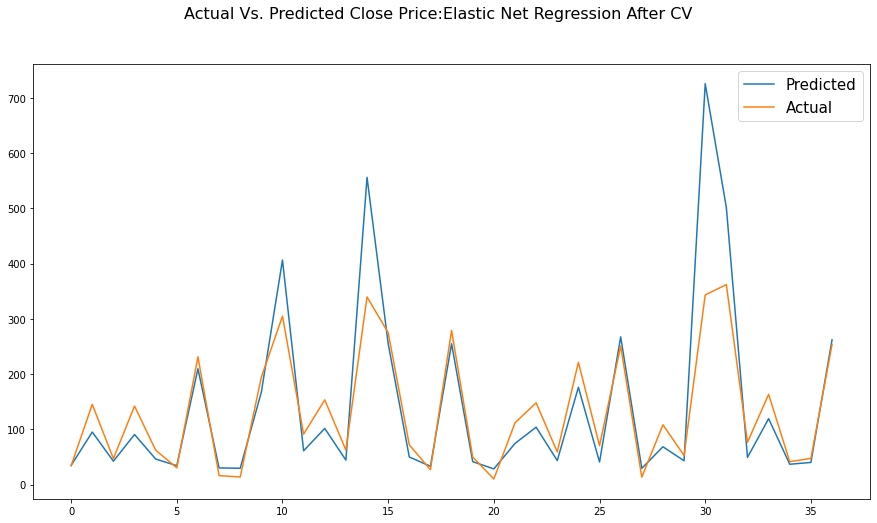 Actual Vs. Predicted Close Price:Elastic Net Regression After CV
Predicted
Actual
700
600
500
400
300
200
100
0
0 5 10 15 20 25 30 35